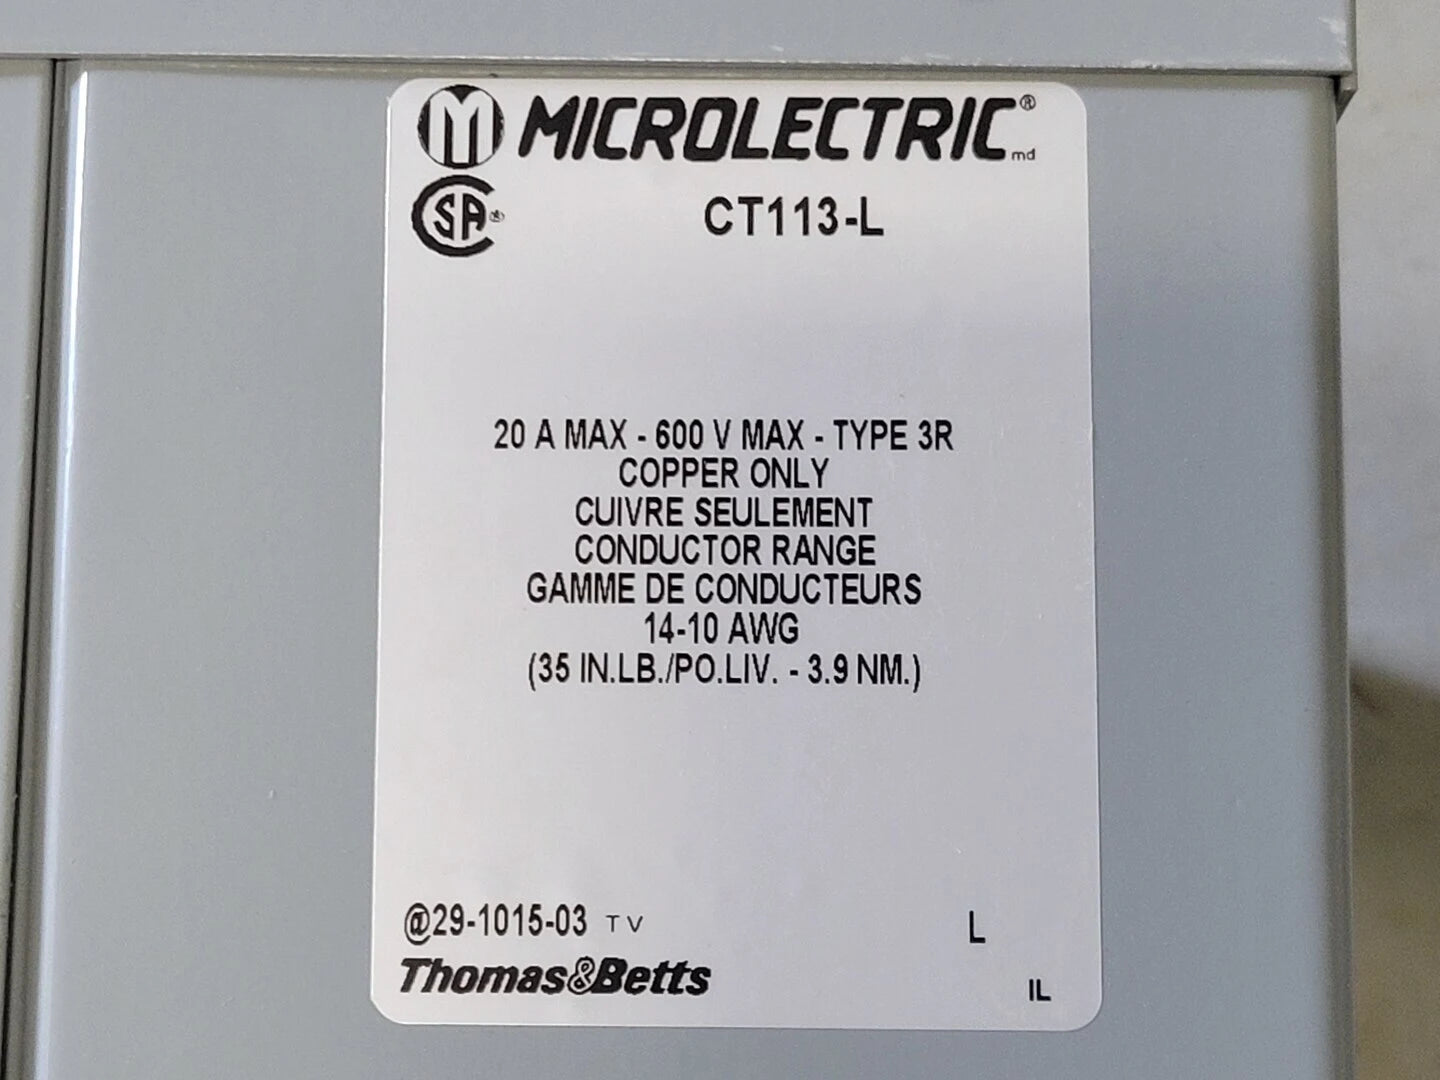 M MICROLECTRIC® md
CSA®
CT113-L
20 A MAX - 600 V MAX - TYPE 3R
COPPER ONLY
CUIVRE SEULEMENT
CONDUCTOR RANGE
GAMME DE CONDUCTEURS
14-10 AWG
(35 IN.LB./PO.LIV. - 3.9 NM.)
@29-1015-03 TV L
Thomas&Betts
IL